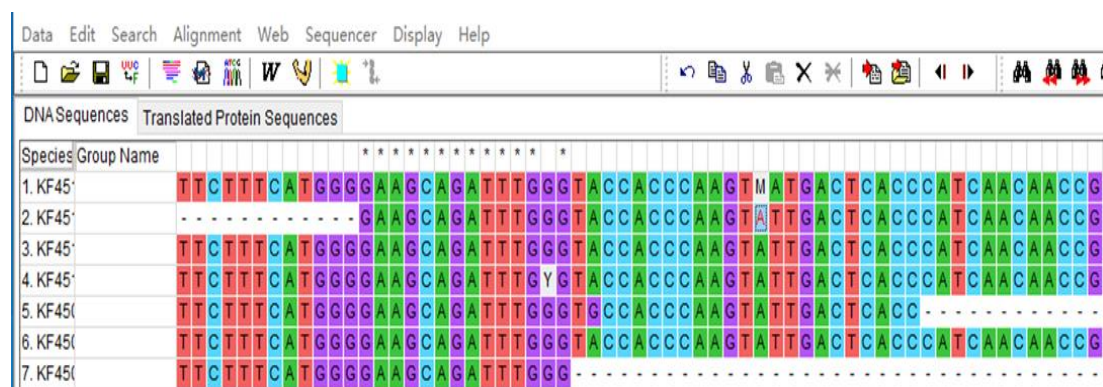 Data Edit Search Alignment Web Sequencer Display Help
W
DNA Sequences Translated Protein Sequences
Species Group Name * * * * * * * * * * * * *
1. KF45 TTCTTTCATGGGGAAGCAGATTTGGGTACCACCCAAGTMATGACTCACCCATCAACAACCG
2. KF45 ------------GAAGCAGATTTGGGTACCACCCAAGTATTGACTCACCCATCAACAACCG
3. KF45 TTCTTTCATGGGGAAGCAGATTTGGGTACCACCCAAGTATTGACTCACCCATCAACAACCG
4. KF45 TTCTTTCATGGGGAAGCAGATTTGYGTACCACCCAAGTATTGACTCACCCATCAACAACCG
5. KF45 TTCTTTCATGGGGAAGCAGATTTGGGTGCCACCCAAGTATTGACTCACC------------
6. KF45 TTCTTTCATGGGGAAGCAGATTTGGGTACCACCCAAGTATTGACTCACCCATCAACAACCG
7. KF45 TTCTTTCATGGGGAAGCAGATTTGGG-----------------------------------